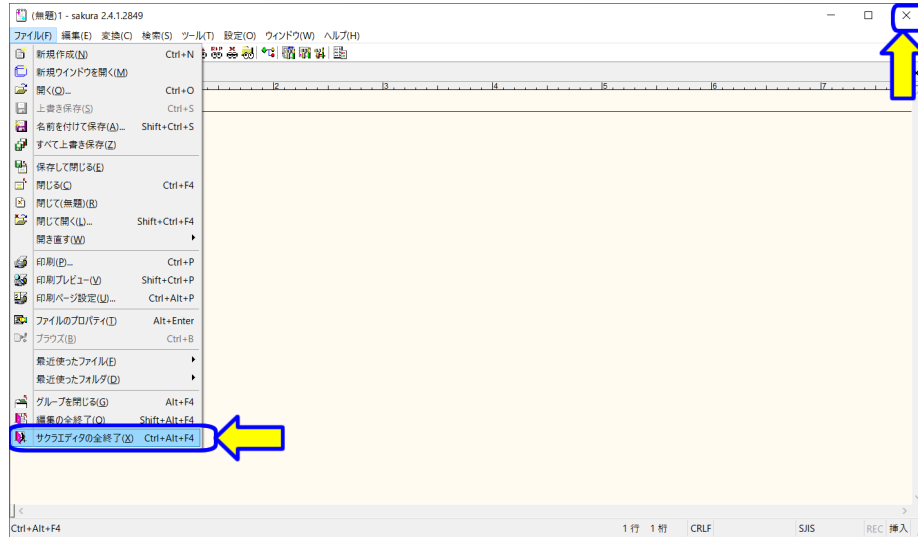 (無題)1 - sakura 2.4.1.2849
ファイル(F) 編集(E) 変換(C) 検索(S) ツール(T) 設定(O) ウィンドウ(W) ヘルプ(H)
新規作成(N) Ctrl+N
新規ウインドウを開く(M)
開く(O)... Ctrl+O
上書き保存(S) Ctrl+S
名前を付けて保存(A)... Shift+Ctrl+S
すべて上書き保存(Z)
保存して閉じる(E)
閉じる(C) Ctrl+F4
閉じて(無題)(R)
閉じて開く(L)... Shift+Ctrl+F4
開き直す(W)
印刷(P)... Ctrl+P
印刷プレビュー(V) Shift+Ctrl+P
印刷ページ設定(U)... Ctrl+Alt+P
ファイルのプロパティ(T) Alt+Enter
ブラウズ(B) Ctrl+B
最近使ったファイル(F)
最近使ったフォルダ(D)
グループを閉じる(G) Alt+F4
編集の全終了(Q) Shift+Alt+F4
サクラエディタの全終了(X) Ctrl+Alt+F4
2 3 4 5 6 7
Ctrl+Alt+F4 1 行 1 桁 CRLF SJIS REC 挿入